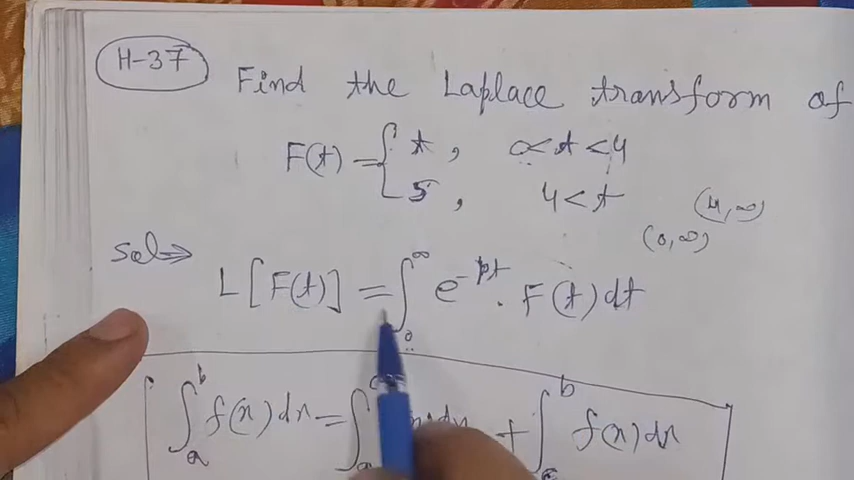 H-37 Find the Laplace transform of
F(t) = { t, 0<t<4
5, 4<t
(4,∞)
(0,∞)
Sol⇒
L[F(t)] = ∫₀^∞ e^{-pt} . F(t) dt
∫ₐᵇ f(x) dx = ∫ₐ dx + ∫ᵇ f(x) dx